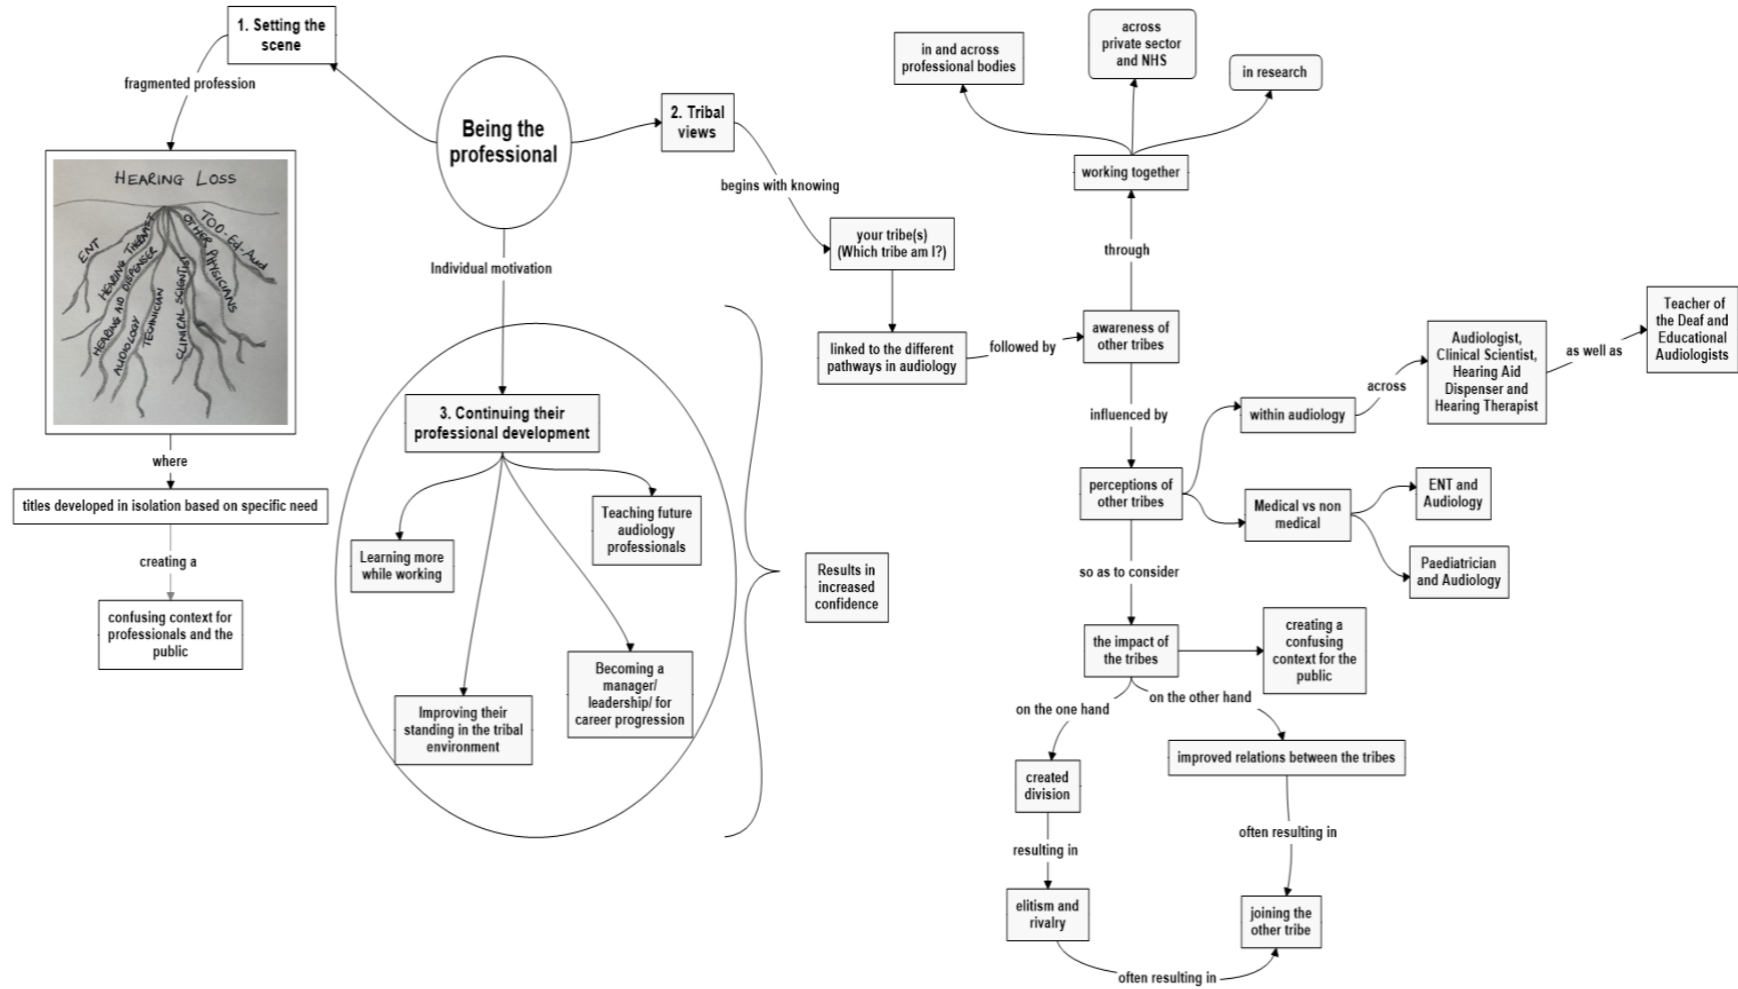 1. Setting the
scene
fragmented profession
HEARING LOSS
ENT
HEARING THERAPIST
HEARING AID DISPENSER
AUDIOLOGY
TECHNICIAN
CLINICAL SCIENTIST
OTHER PHYSICIANS
TOD-Ed-Aud
where
titles developed in isolation based on specific need
creating a
confusing context for
professionals and the
public
Being the
professional
Individual motivation
3. Continuing their
professional development
Learning more
while working
Improving their
standing in the tribal
environment
Becoming a
manager/
leadership/ for
career progression
Teaching future
audiology
professionals
Results in
increased
confidence
2. Tribal
views
begins with knowing
your tribe(s)
(Which tribe am I?)
linked to the different
pathways in audiology
followed by
awareness of
other tribes
through
working together
in and across
professional bodies
across
private sector
and NHS
in research
influenced by
perceptions of
other tribes
within audiology
across
Audiologist,
Clinical Scientist,
Hearing Aid
Dispenser and
Hearing Therapist
as well as
Teacher of
the Deaf and
Educational
Audiologists
Medical vs non
medical
ENT and
Audiology
Paediatrician
and Audiology
so as to consider
the impact of
the tribes
creating a
confusing
context for the
public
on the one hand
created
division
resulting in
elitism and
rivalry
often resulting in
on the other hand
improved relations between the tribes
often resulting in
joining the
other tribe